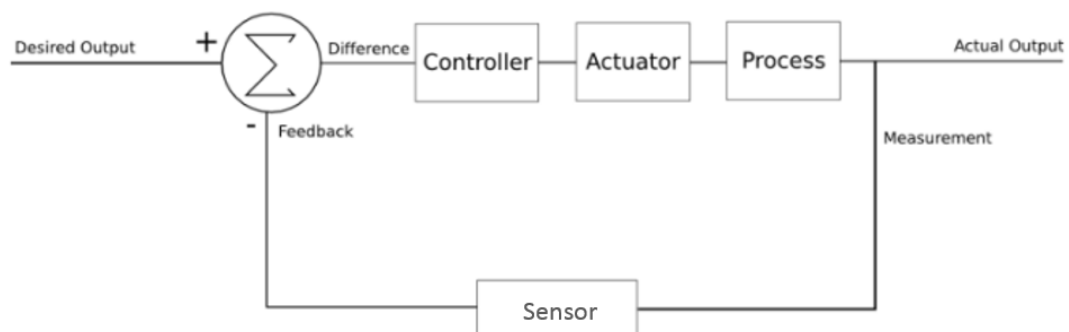 Desired Output
+
Σ
Difference
Controller
Actuator
Process
Actual Output
-
Feedback
Measurement
Sensor